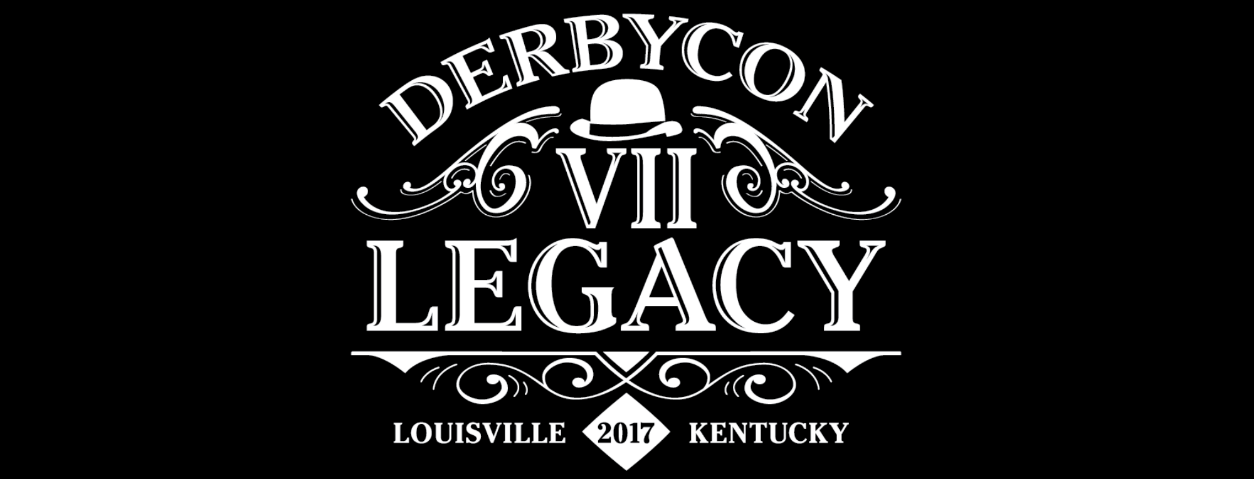 DERBYCON
VII
LEGACY
LOUISVILLE 2017 KENTUCKY